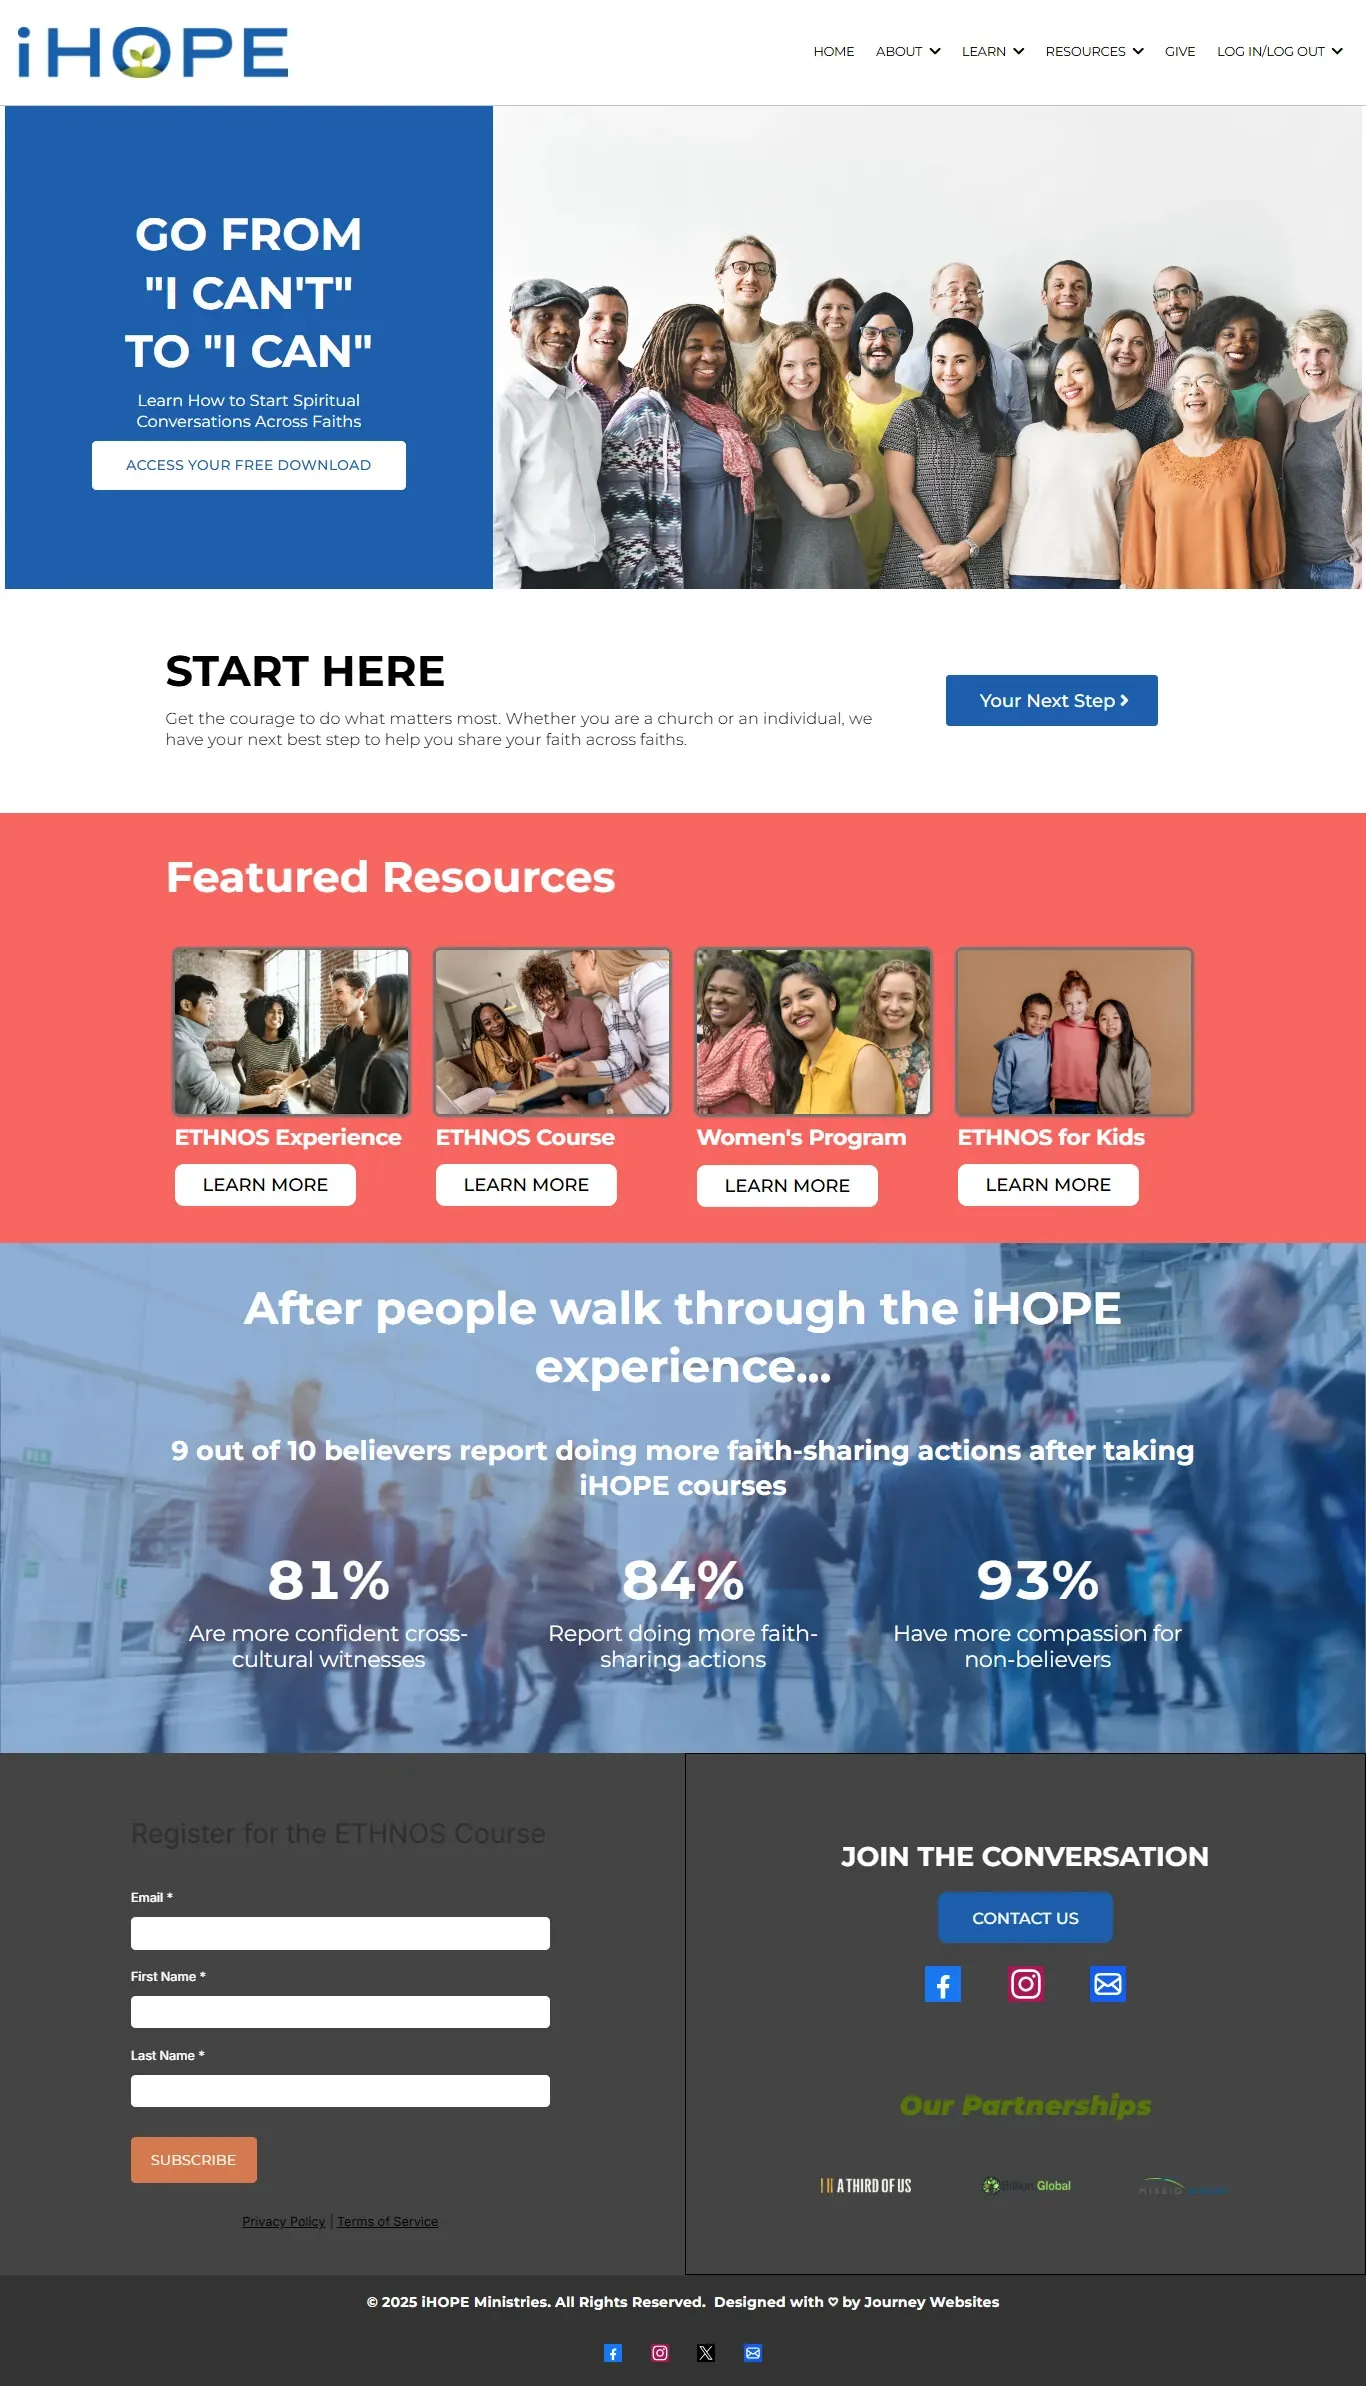 iHOPE
HOME ABOUT LEARN RESOURCES GIVE LOG IN/LOG OUT
GO FROM
"I CAN'T"
TO "I CAN"
Learn How to Start Spiritual
Conversations Across Faiths
ACCESS YOUR FREE DOWNLOAD
START HERE
Get the courage to do what matters most. Whether you are a church or an individual, we
have your next best step to help you share your faith across faiths.
Your Next Step
Featured Resources
ETHNOS Experience
LEARN MORE
ETHNOS Course
LEARN MORE
Women's Program
LEARN MORE
ETHNOS for Kids
LEARN MORE
After people walk through the iHOPE
experience...
9 out of 10 believers report doing more faith-sharing actions after taking
iHOPE courses
81%
Are more confident cross-
cultural witnesses
84%
Report doing more faith-
sharing actions
93%
Have more compassion for
non-believers
Register for the ETHNOS Course
Email *
First Name *
Last Name *
SUBSCRIBE
Privacy Policy | Terms of Service
JOIN THE CONVERSATION
CONTACT US
Our Partnerships
A THIRD OF US
Billion Global
© 2025 iHOPE Ministries. All Rights Reserved. Designed with ♡ by Journey Websites